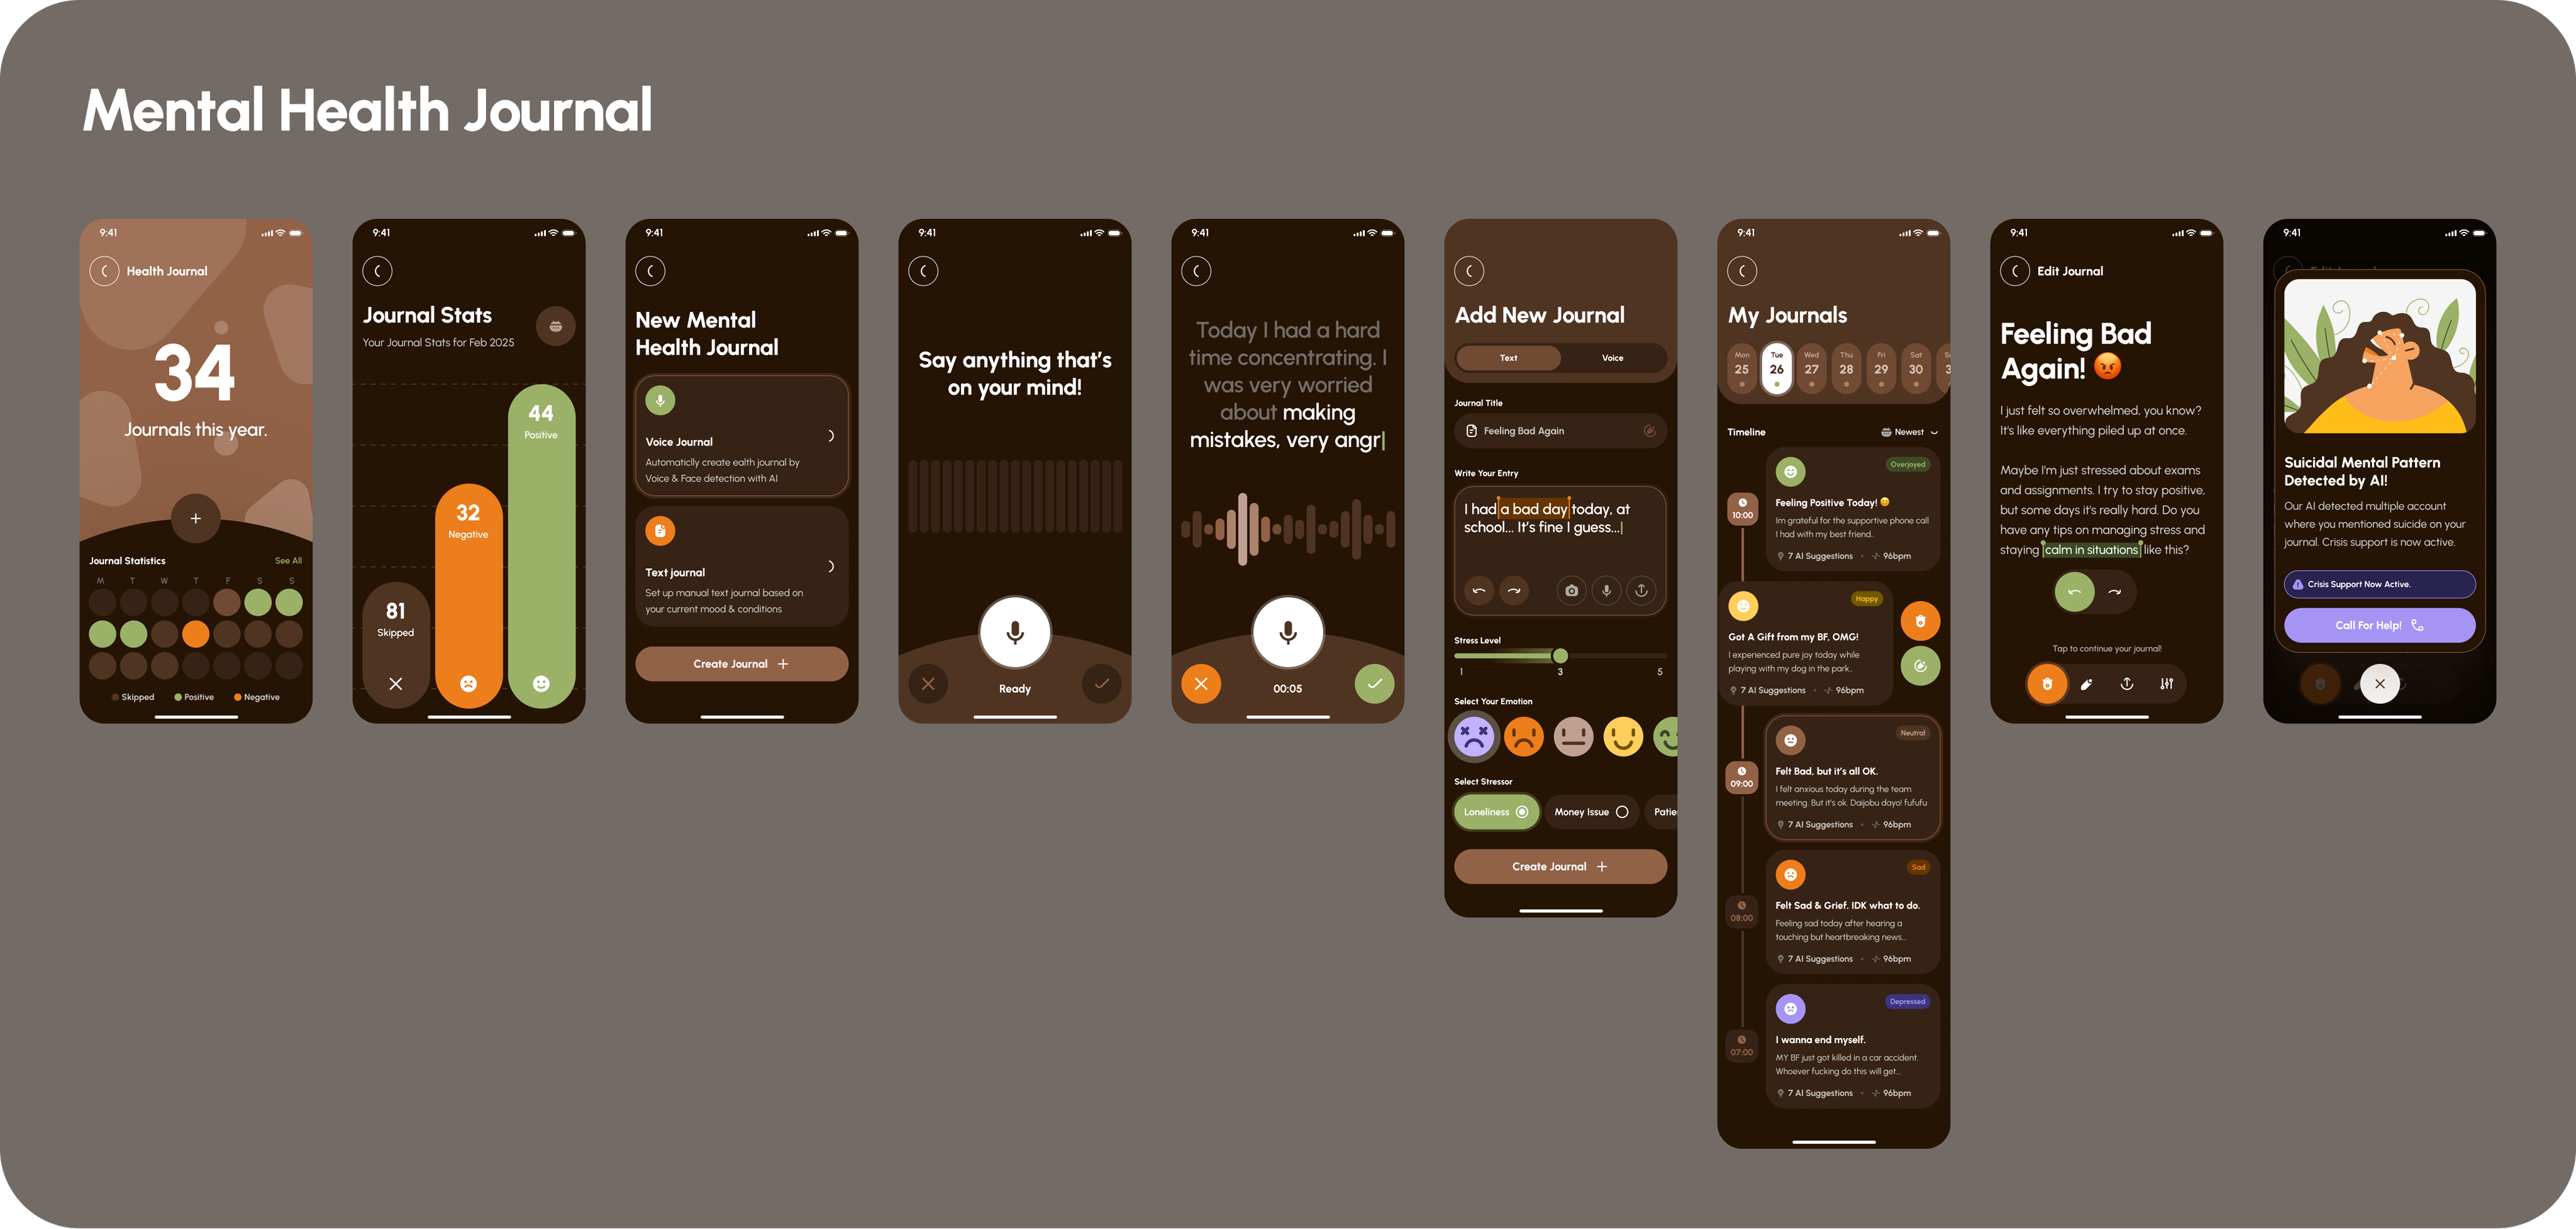 Mental Health Journal
9:41
Health Journal
34
Journals this year.
Journal Statistics
See All
M T W T F S S
Skipped
Positive
Negative
9:41
Journal Stats
Your Journal Stats for Feb 2025
81
Skipped
32
Negative
44
Positive
9:41
New Mental
Health Journal
Voice Journal
Automaticlly create ealth journal by
Voice & Face detection with AI
Text journal
Set up manual text journal based on
your current mood & conditions
Create Journal
9:41
Say anything that's
on your mind!
Ready
9:41
Today I had a hard
time concentrating. I
was very worried
about making
mistakes, very angr
00:05
Add New Journal
Text
Voice
Journal Title
Feeling Bad Again
Write Your Entry
I had a bad day today, at
school... It's fine I guess...
Stress Level
1
3
5
Select Your Emotion
Select Stressor
Loneliness
Money Issue
Patie
Create Journal
9:41
My Journals
Mon Tue Wed Thu Fri Sat S
25 26 27 28 29 30 3
Timeline
Newest
10:00
Overjoyed
Feeling Positive Today! 😊
Im grateful for the supportive phone call
I had with my best friend..
7 AI Suggestions
96bpm
Happy
Got A Gift from my BF, OMG!
I experienced pure joy today while
playing with my dog in the park..
7 AI Suggestions
96bpm
09:00
Neutral
Felt Bad, but it's all OK.
I felt anxious today during the team
meeting. But it's ok. Daijobu dayo! fufufu
7 AI Suggestions
96bpm
08:00
Sad
Felt Sad & Grief. IDK what to do.
Feeling sad today after hearing a
touching but heartbreaking news...
7 AI Suggestions
96bpm
07:00
Depressed
I wanna end myself.
MY BF just got killed in a car accident.
Whoever fucking do this will get...
7 AI Suggestions
96bpm
9:41
Edit Journal
Feeling Bad
Again! 😡
I just felt so overwhelmed, you know?
It's like everything piled up at once.
Maybe I'm just stressed about exams
and assignments. I try to stay positive,
but some days it's really hard. Do you
have any tips on managing stress and
staying calm in situations like this?
Tap to continue your journal!
9:41
Suicidal Mental Pattern
Detected by AI!
Our AI detected multiple account
where you mentioned suicide on your
journal. Crisis support is now active.
Crisis Support Now Active.
Call For Help!